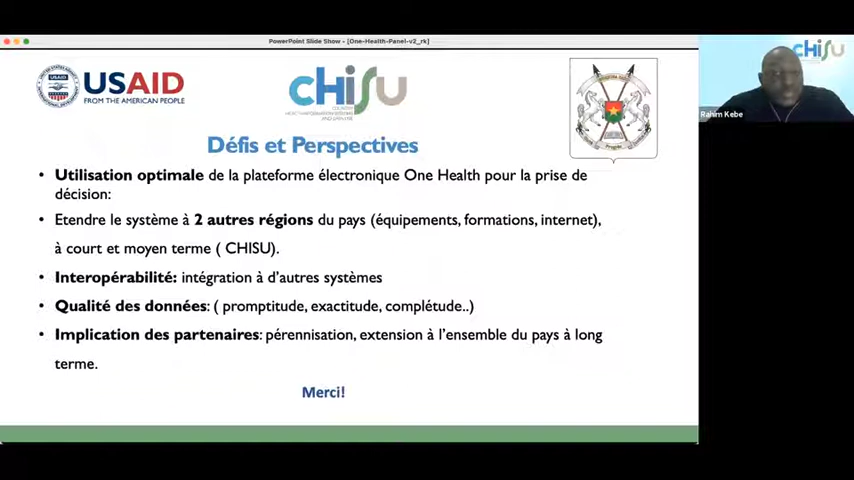 PowerPoint Slide Show - [One-Health-Panel-v2_rk]
USAID
FROM THE AMERICAN PEOPLE
CHISU
CHISU
Rahim Kebe
Défis et Perspectives
• Utilisation optimale de la plateforme électronique One Health pour la prise de
décision:
• Etendre le système à 2 autres régions du pays (équipements, formations, internet),
à court et moyen terme ( CHISU).
• Interopérabilité: intégration à d'autres systèmes
• Qualité des données: ( promptitude, exactitude, complétude..)
• Implication des partenaires: pérennisation, extension à l'ensemble du pays à long
terme.
Merci!